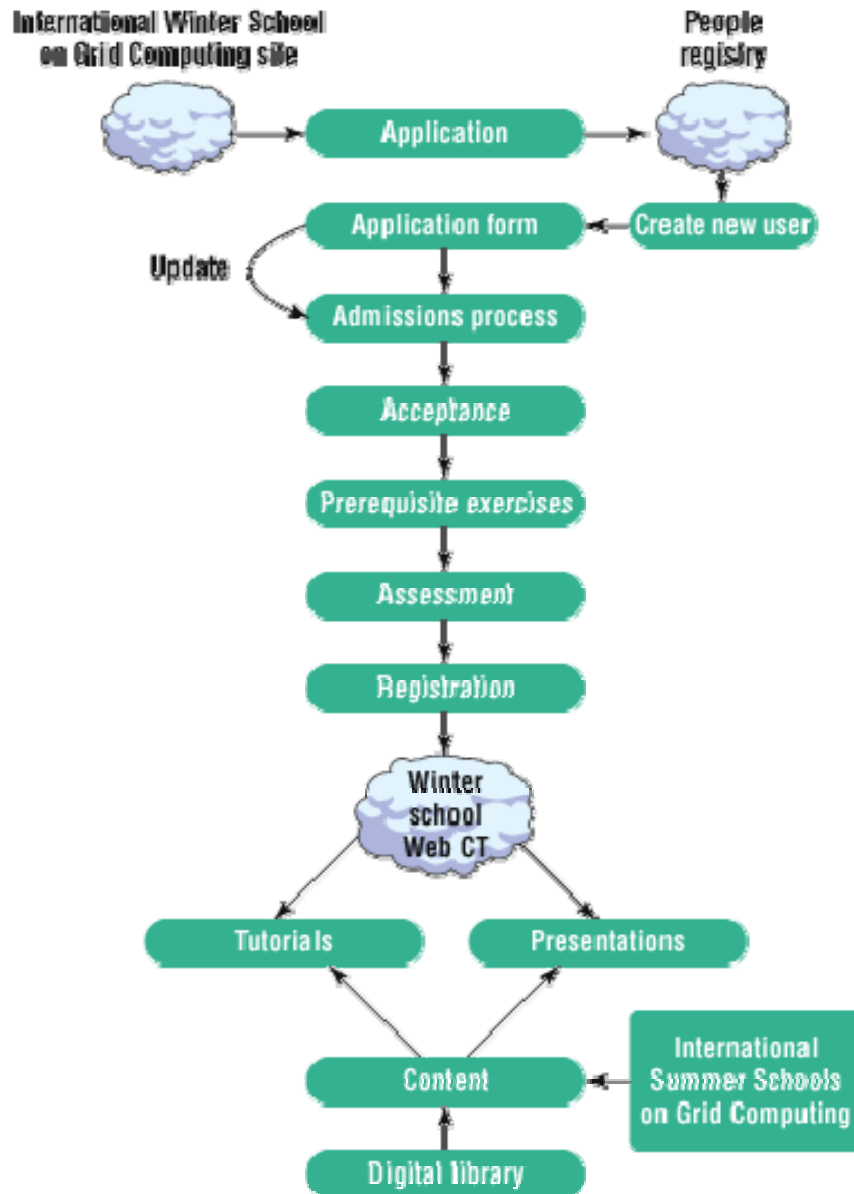 International Winter School
on Grid Computing site
People
registry
Application
Application form
Create new user
Update
Admissions process
Acceptance
Prerequisite exercises
Assessment
Registration
Winter
school
Web CT
Tutorials
Presentations
Content
International
Summer Schools
on Grid Computing
Digital library